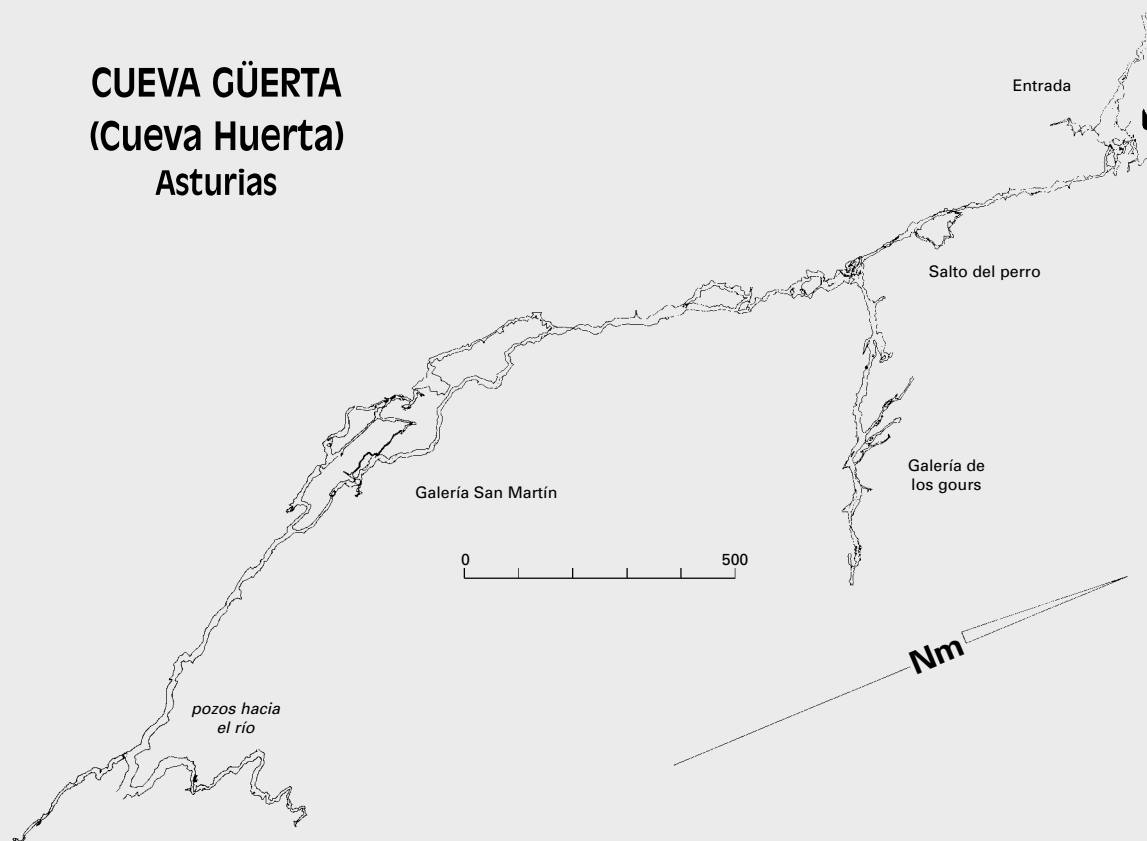 CUEVA GÜERTA
(Cueva Huerta)
Asturias
Entrada
Salto del perro
Galería de
los gours
Galería San Martín
0 500
Nm
pozos hacia
el río